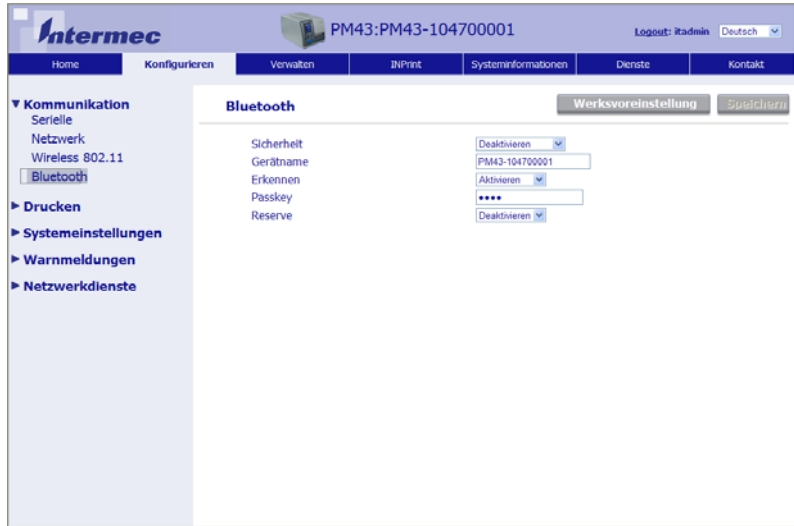 Intermec
PM43:PM43-104700001
Logout: itadmin Deutsch
Home Konfigurieren Verwalten INPrint Systeminformationen Dienste Kontakt
Kommunikation
Serielle
Netzwerk
Wireless 802.11
Bluetooth
Drucken
Systemeinstellungen
Warnmeldungen
Netzwerkdienste
Bluetooth Werksvoreinstellung Speichern
Sicherheit Deaktivieren
Gerätname PM43-104700001
Erkennen Aktivieren
Passkey ••••
Reserve Deaktivieren